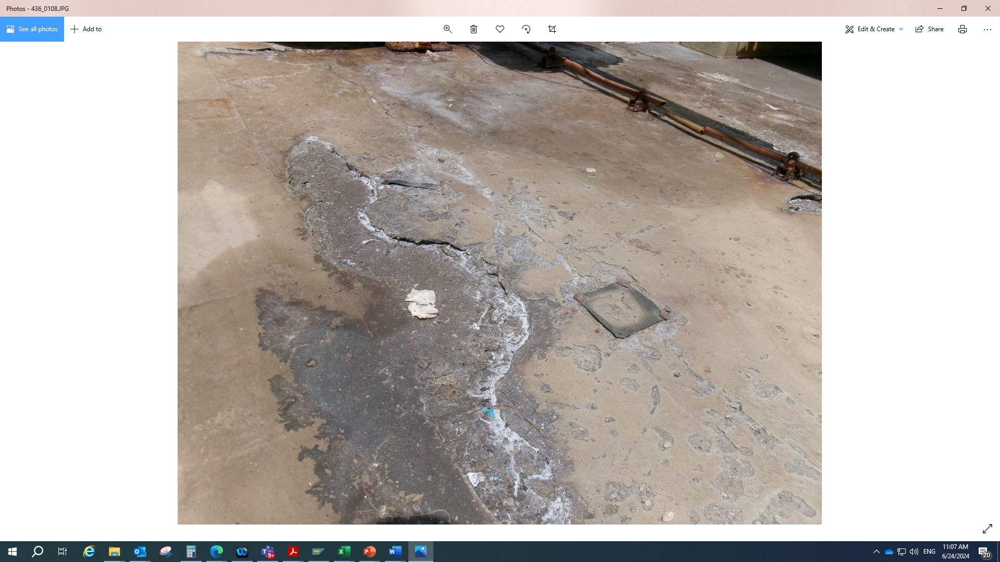 Photos - 436_0108.JPG
See all photos
Add to
Edit & Create
Share
9+
ENG
11:07 AM
6/24/2024
20